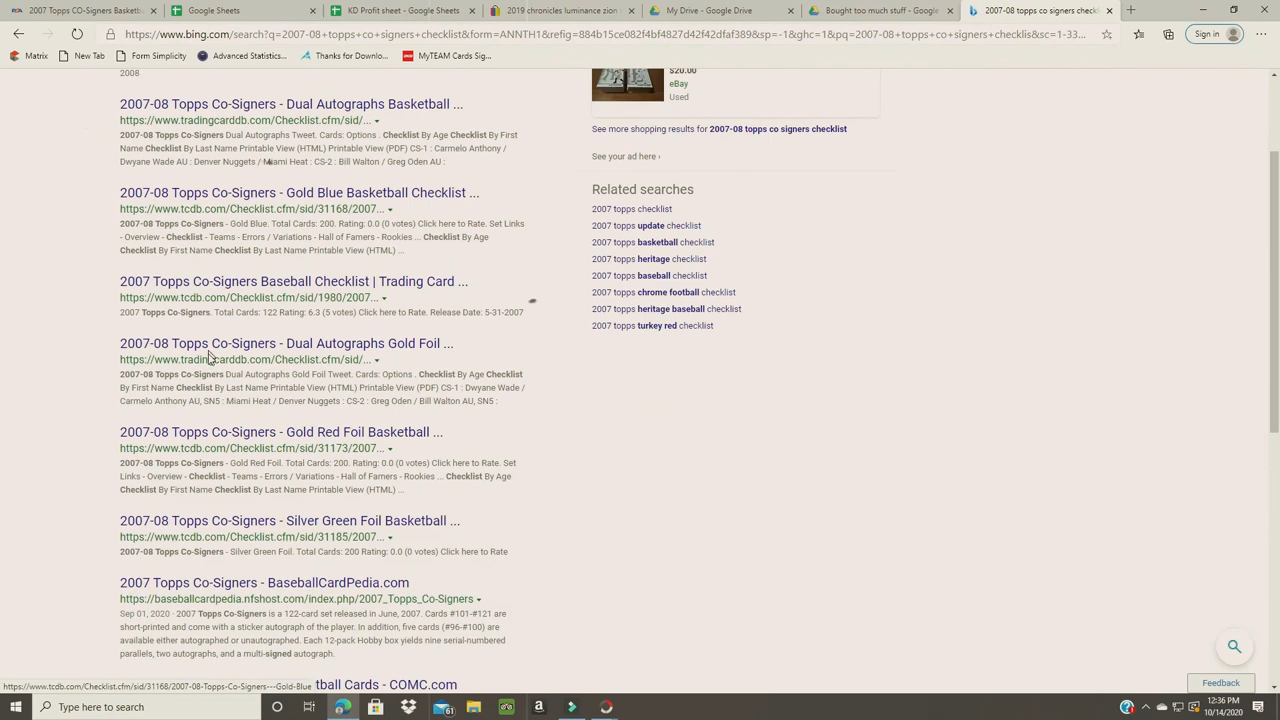 2007 Topps Co-Signers Basketba
Google Sheets
KD Profit sheet - Google Sheets
2019 chronicles luminance zion
My Drive - Google Drive
Bought too much stuff - Google
2007-08 topps co signers check
https://www.bing.com/search?q=2007-08+topps+co+signers+checklist&form=ANNTH1&refig=884b15ce082f4bf4827d42f42dfaf389&sp=-1&ghc=1&pq=2007-08+topps+co+signers+checklis&sc=1-33...
Sign in
Matrix
New Tab
Form Simplicity
Advanced Statistics...
Thanks for Downlo...
MyTEAM Cards Sig...
2008
2007-08 Topps Co-Signers - Dual Autographs Basketball ...
https://www.tradingcarddb.com/Checklist.cfm/sid/...
2007-08 Topps Co-Signers Dual Autographs Tweet. Cards: Options . Checklist By Age Checklist By First
Name Checklist By Last Name Printable View (HTML) Printable View (PDF) CS-1 : Carmelo Anthony /
Dwyane Wade AU : Denver Nuggets / Miami Heat : CS-2 : Bill Walton / Greg Oden AU :
2007-08 Topps Co-Signers - Gold Blue Basketball Checklist ...
https://www.tcdb.com/Checklist.cfm/sid/31168/2007...
2007-08 Topps Co-Signers - Gold Blue. Total Cards: 200. Rating: 0.0 (0 votes) Click here to Rate. Set Links
- Overview - Checklist - Teams - Errors / Variations - Hall of Famers - Rookies ... Checklist By Age
Checklist By First Name Checklist By Last Name Printable View (HTML) ...
2007 Topps Co-Signers Baseball Checklist | Trading Card ...
https://www.tcdb.com/Checklist.cfm/sid/1980/2007...
2007 Topps Co-Signers. Total Cards: 122 Rating: 6.3 (5 votes) Click here to Rate. Release Date: 5-31-2007
2007-08 Topps Co-Signers - Dual Autographs Gold Foil ...
https://www.tradingcarddb.com/Checklist.cfm/sid/...
2007-08 Topps Co-Signers Dual Autographs Gold Foil Tweet. Cards: Options . Checklist By Age Checklist
By First Name Checklist By Last Name Printable View (HTML) Printable View (PDF) CS-1 : Dwyane Wade /
Carmelo Anthony AU, SN5 : Miami Heat / Denver Nuggets : CS-2 : Greg Oden / Bill Walton AU, SN5 :
2007-08 Topps Co-Signers - Gold Red Foil Basketball ...
https://www.tcdb.com/Checklist.cfm/sid/31173/2007...
2007-08 Topps Co-Signers - Gold Red Foil. Total Cards: 200. Rating: 0.0 (0 votes) Click here to Rate. Set
Links - Overview - Checklist - Teams - Errors / Variations - Hall of Famers - Rookies ... Checklist By Age
Checklist By First Name Checklist By Last Name Printable View (HTML) ...
2007-08 Topps Co-Signers - Silver Green Foil Basketball ...
https://www.tcdb.com/Checklist.cfm/sid/31185/2007...
2007-08 Topps Co-Signers - Silver Green Foil. Total Cards: 200 Rating: 0.0 (0 votes) Click here to Rate
2007 Topps Co-Signers - BaseballCardPedia.com
https://baseballcardpedia.nfshost.com/index.php/2007_Topps_Co-Signers
Sep 01, 2020 · 2007 Topps Co-Signers is a 122-card set released in June, 2007. Cards #101-#121 are
short-printed and come with a sticker autograph of the player. In addition, five cards (#96-#100) are
available either autographed or unautographed. Each 12-pack Hobby box yields nine serial-numbered
parallels, two autographs, and a multi-signed autograph.
tball Cards - COMC.com
https://www.tcdb.com/Checklist.cfm/sid/31168/2007-08-Topps-Co-Signers---Gold-Blue
$20.00
eBay
Used
See more shopping results for 2007-08 topps co signers checklist
See your ad here ›
Related searches
2007 topps checklist
2007 topps update checklist
2007 topps basketball checklist
2007 topps heritage checklist
2007 topps baseball checklist
2007 topps chrome football checklist
2007 topps heritage baseball checklist
2007 topps turkey red checklist
Feedback
Type here to search
61
12:36 PM
10/14/2020